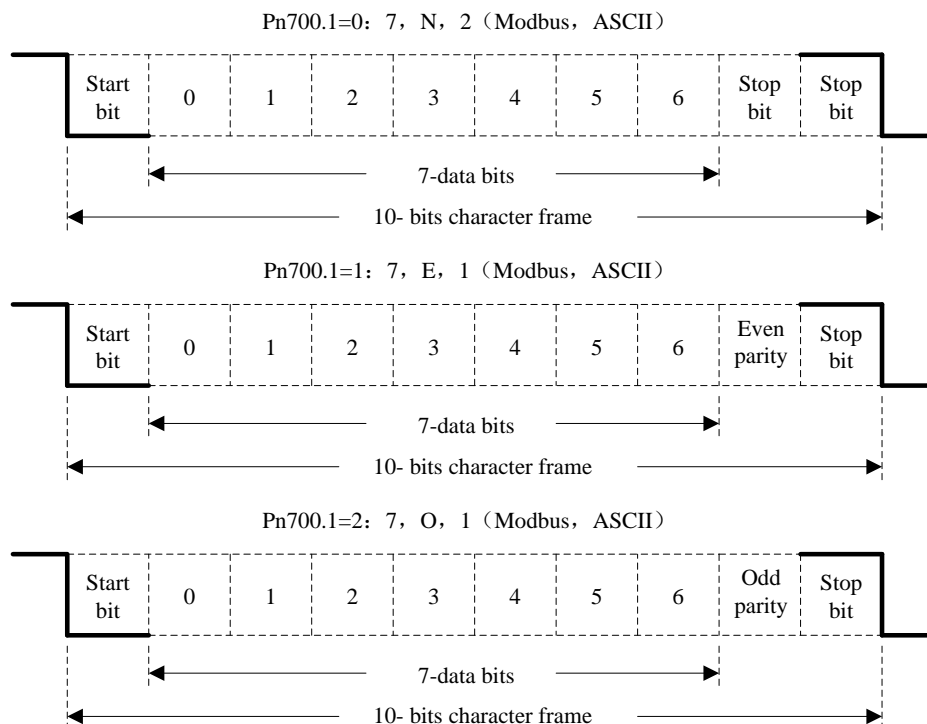 Pn700.1=0：7，N，2（Modbus，ASCII）
Start bit 0 1 2 3 4 5 6 Stop bit Stop bit
7-data bits
10- bits character frame
Pn700.1=1：7，E，1（Modbus，ASCII）
Start bit 0 1 2 3 4 5 6 Even parity Stop bit
7-data bits
10- bits character frame
Pn700.1=2：7，O，1（Modbus，ASCII）
Start bit 0 1 2 3 4 5 6 Odd parity Stop bit
7-data bits
10- bits character frame